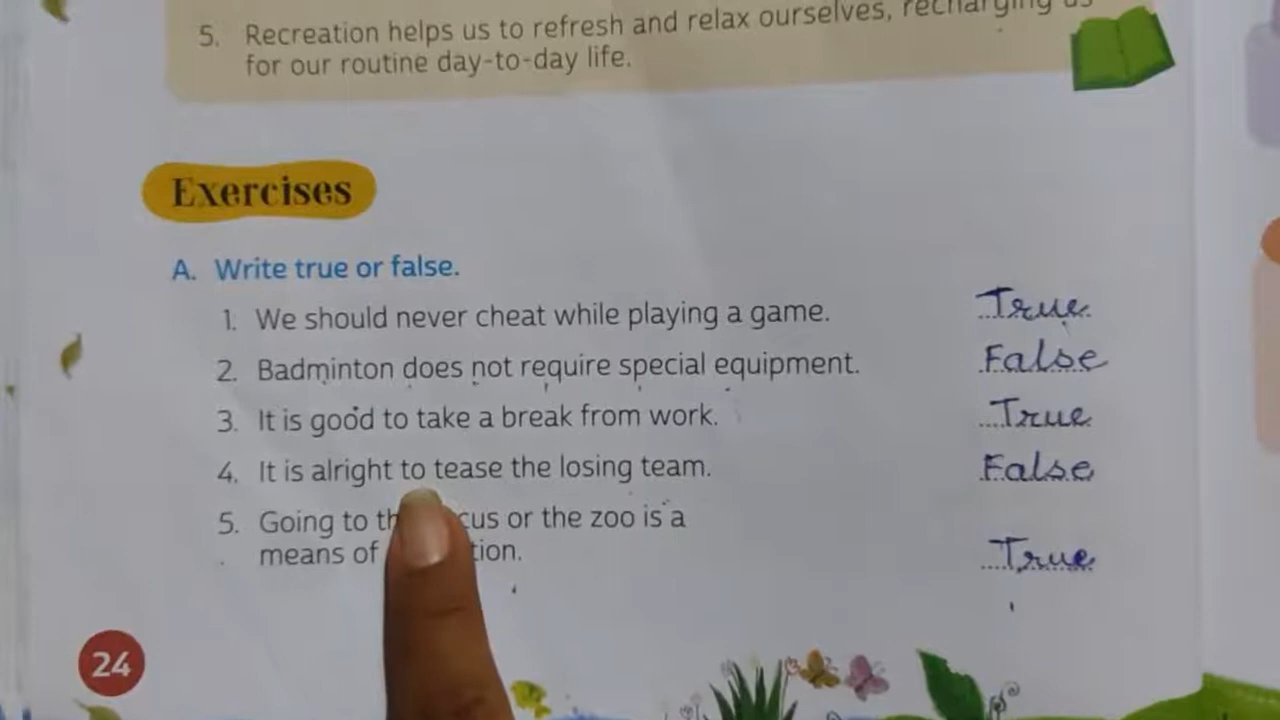 5. Recreation helps us to refresh and relax ourselves, recharging us
for our routine day-to-day life.
Exercises
A. Write true or false.
1. We should never cheat while playing a game. True
2. Badminton does not require special equipment. False
3. It is good to take a break from work. True
4. It is alright to tease the losing team. False
5. Going to or the zoo is a
means of True
24